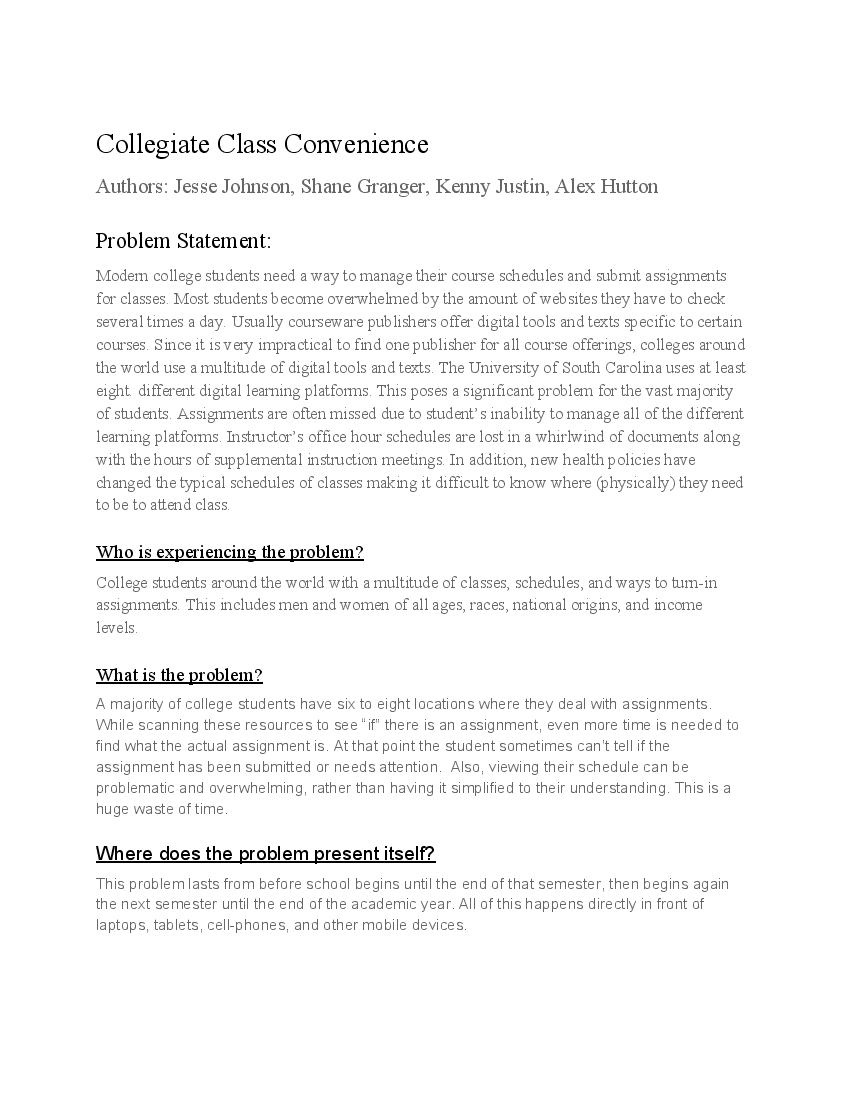 Collegiate Class Convenience
Authors: Jesse Johnson, Shane Granger, Kenny Justin, Alex Hutton
Problem Statement:
Modern college students need a way to manage their course schedules and submit assignments
for classes. Most students become overwhelmed by the amount of websites they have to check
several times a day. Usually courseware publishers offer digital tools and texts specific to certain
courses. Since it is very impractical to find one publisher for all course offerings, colleges around
the world use a multitude of digital tools and texts. The University of South Carolina uses at least
eight  different digital learning platforms. This poses a significant problem for the vast majority
of students. Assignments are often missed due to student’s inability to manage all of the different
learning platforms. Instructor’s office hour schedules are lost in a whirlwind of documents along
with the hours of supplemental instruction meetings. In addition, new health policies have
changed the typical schedules of classes making it difficult to know where (physically) they need
to be to attend class.
Who is experiencing the problem?
College students around the world with a multitude of classes, schedules, and ways to turn-in
assignments. This includes men and women of all ages, races, national origins, and income
levels.
What is the problem?
A majority of college students have six to eight locations where they deal with assignments.
While scanning these resources to see “if” there is an assignment, even more time is needed to
find what the actual assignment is. At that point the student sometimes can’t tell if the
assignment has been submitted or needs attention.  Also, viewing their schedule can be
problematic and overwhelming, rather than having it simplified to their understanding. This is a
huge waste of time.
Where does the problem present itself?
This problem lasts from before school begins until the end of that semester, then begins again
the next semester until the end of the academic year. All of this happens directly in front of
laptops, tablets, cell-phones, and other mobile devices.